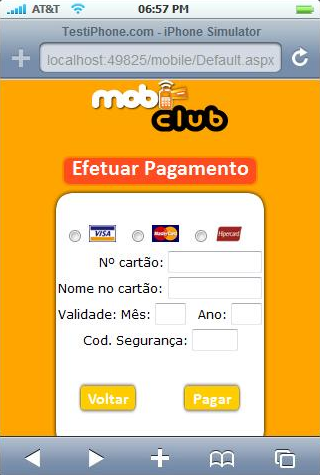 AT&T 06:57 PM
TestiPhone.com - iPhone Simulator
localhost:49825/mobile/Default.aspx
mobi
club
Efetuar Pagamento
VISA MasterCard Hipercard
Nº cartão:
Nome no cartão:
Validade: Mês: Ano:
Cod. Segurança:
Voltar Pagar